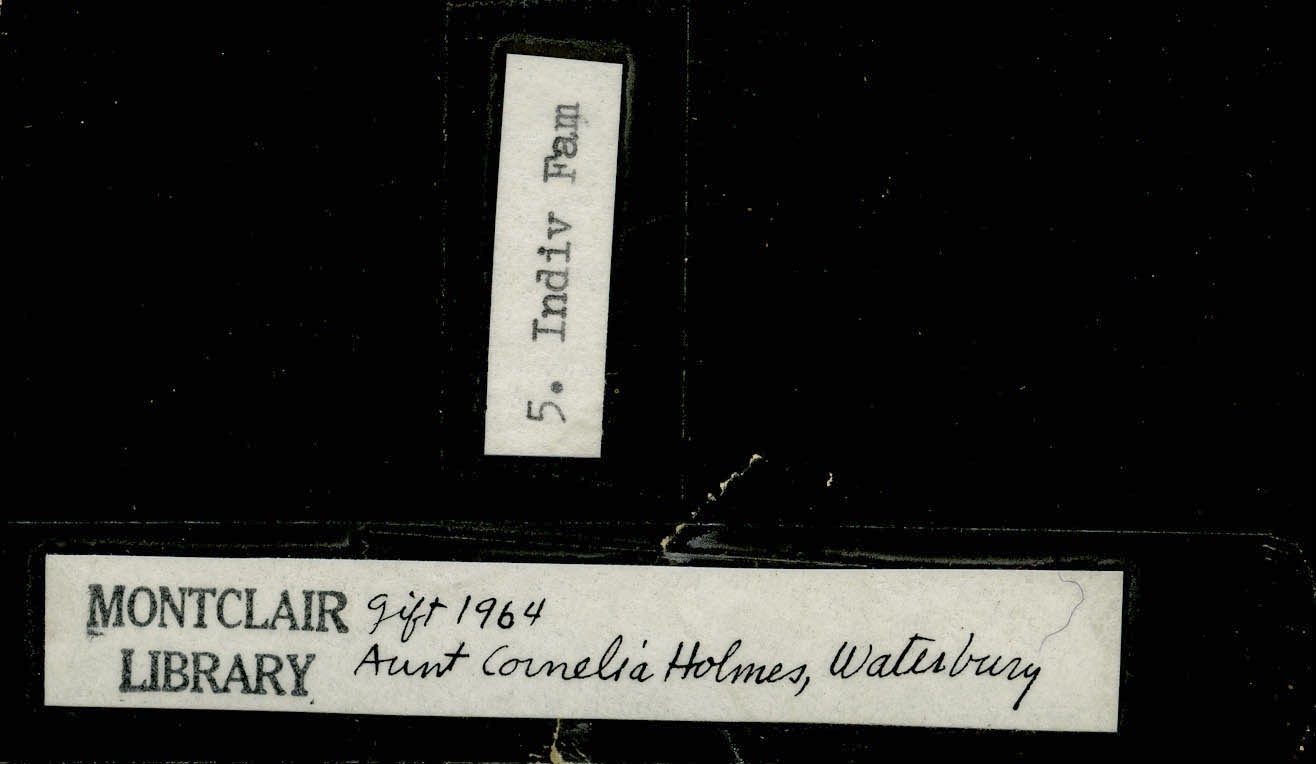 5. Indiv Fam
MONTCLAIR LIBRARY
gift 1964
Aunt Cornelia Holmes, Waterbury